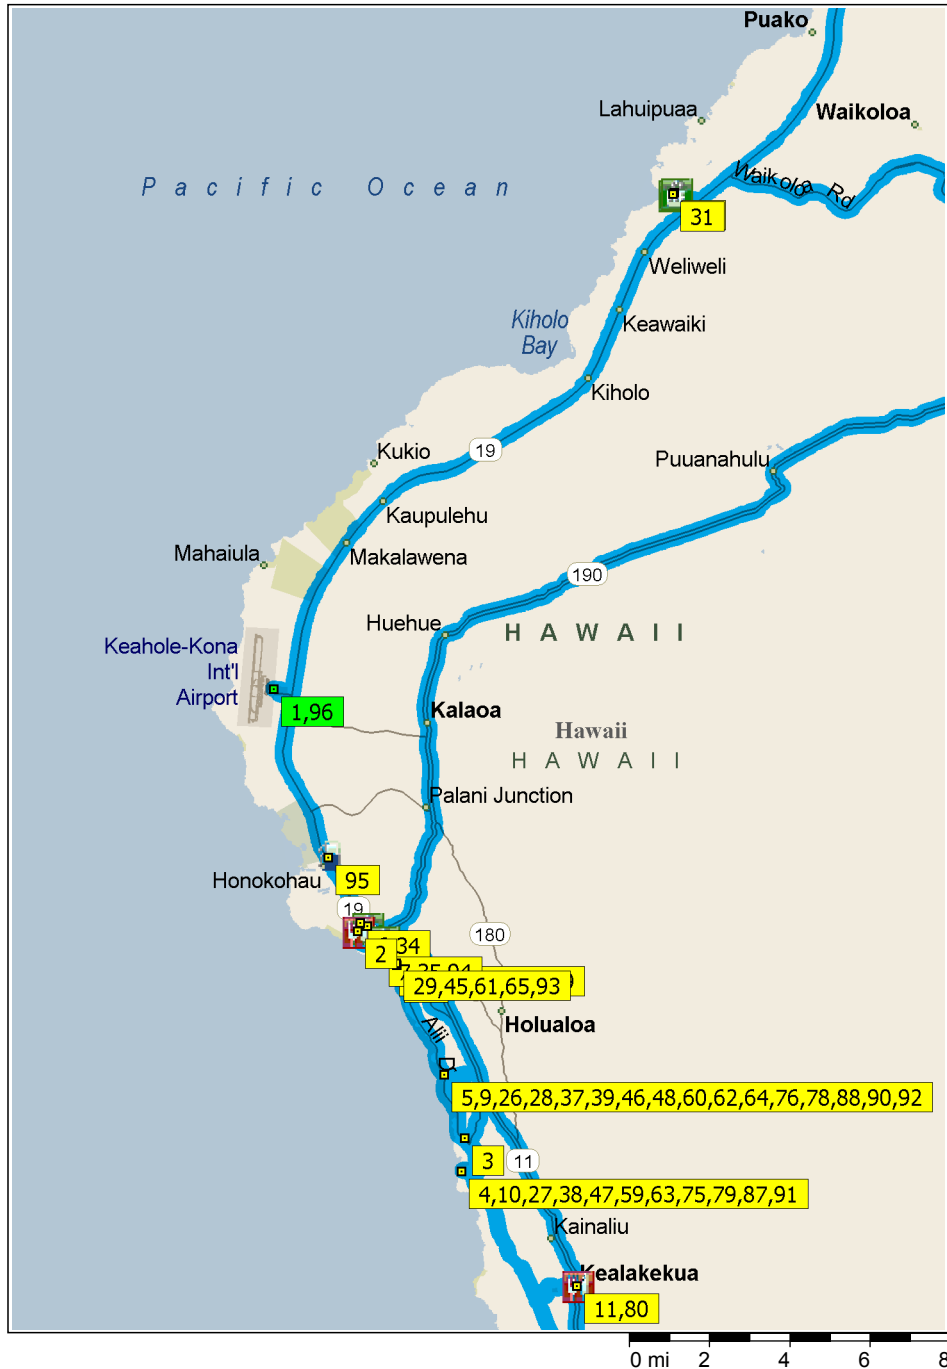 Puako
Lahuipuaa
Waikoloa
Pacific Ocean
Waikoloa Rd
31
Weliweli
Kiholo
Bay
Keawaiki
Kiholo
19
Kukio
Puuanahulu
Kaupulehu
Mahaiula
Makalawena
190
Huehue
HAWAII
Keahole-Kona
Int'l
Airport
1,96
Kalaoa
Hawaii
HAWAII
Palani Junction
Honokohau
95
19
180
2
34
29,45,61,65,93
Holualoa
Alii Dr
5,9,26,28,37,39,46,48,60,62,64,76,78,88,90,92
3
11
4,10,27,38,47,59,63,75,79,87,91
Kainaliu
Kealakekua
11,80
0 mi 2 4 6 8